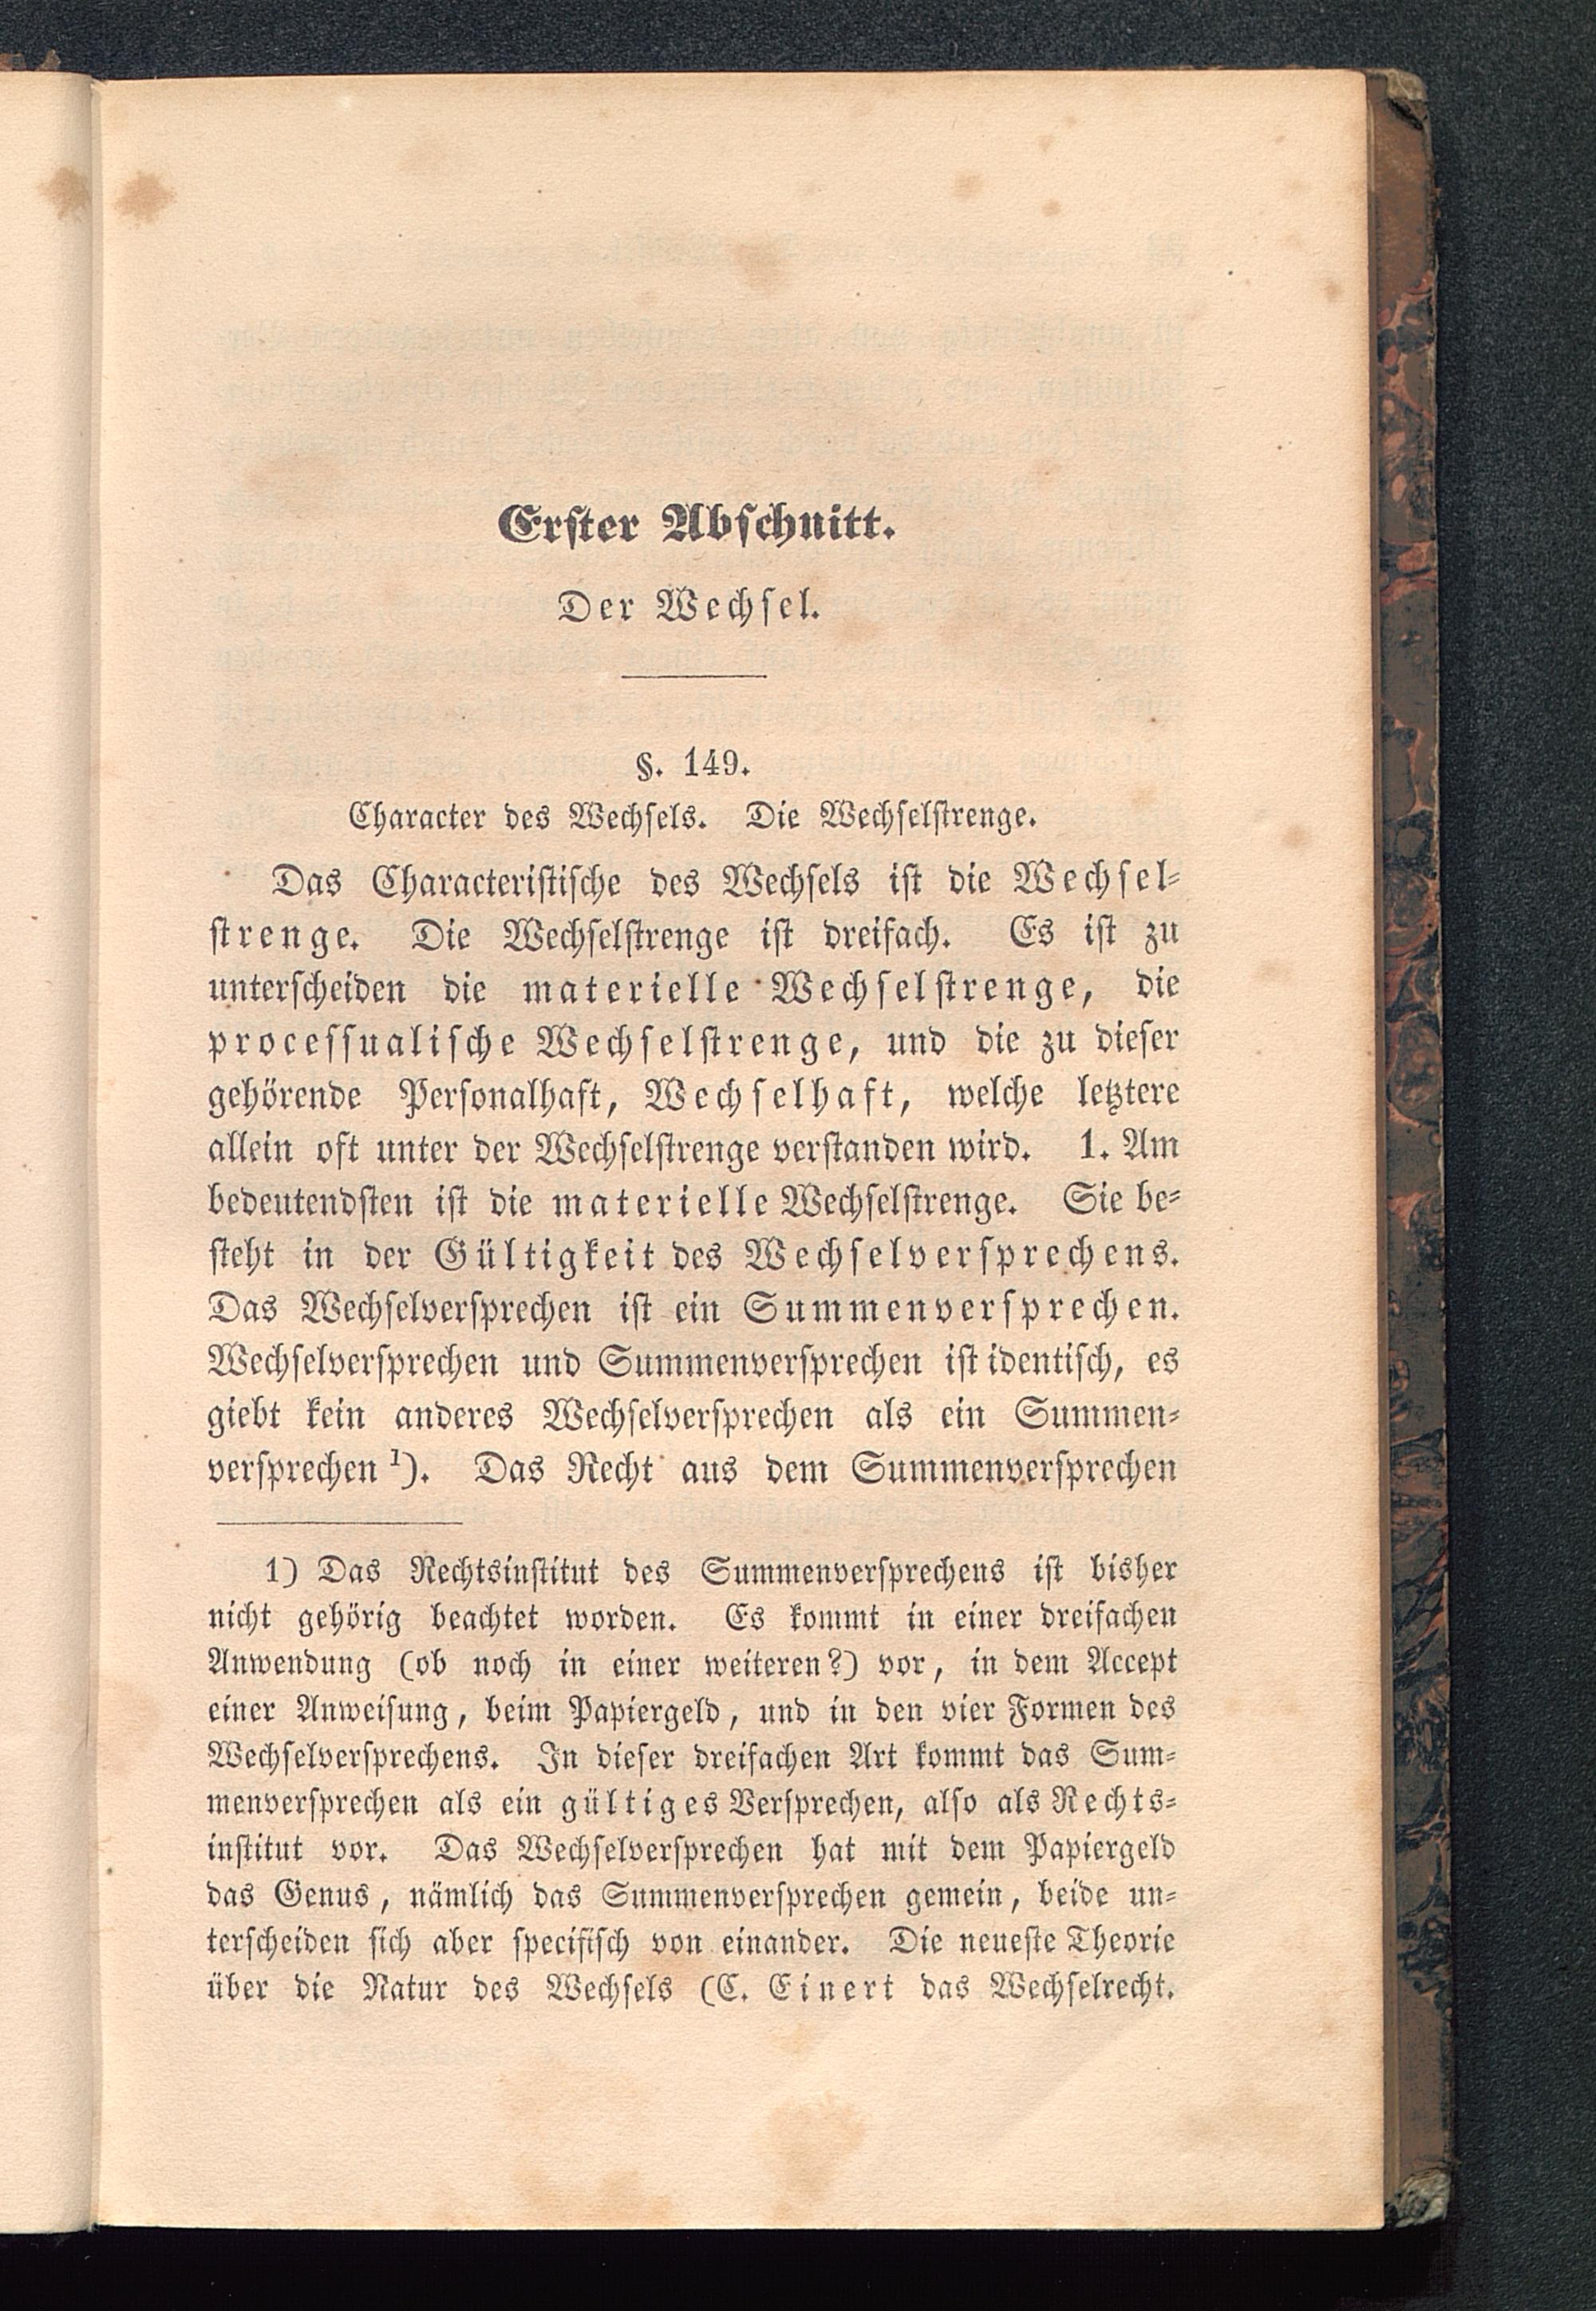 Erster Abschnitt.
Der Wechsel.
§. 149.
Character des Wechsels. Die Wechselstrenge.
Das Characteristische des Wechsels ist die Wechsel-
strenge. Die Wechselstrenge ist dreifach. Es ist zu
unterscheiden die materielle Wechselstrenge, die
processualische Wechselstrenge, und die zu dieser
gehörende Personalhaft, Wechselhaft, welche letztere
allein oft unter der Wechselstrenge verstanden wird. 1. Am
bedeutendsten ist die materielle Wechselstrenge. Sie be-
steht in der Gültigkeit des Wechselversprechens.
Das Wechselversprechen ist ein Summenversprechen.
Wechselversprechen und Summenversprechen ist identisch, es
giebt kein anderes Wechselversprechen als ein Summen-
versprechen ¹). Das Recht aus dem Summenversprechen
1) Das Rechtsinstitut des Summenversprechens ist bisher
nicht gehörig beachtet worden. Es kommt in einer dreifachen
Anwendung (ob noch in einer weiteren?) vor, in dem Accept
einer Anweisung, beim Papiergeld, und in den vier Formen des
Wechselversprechens. In dieser dreifachen Art kommt das Sum-
menversprechen als ein gültiges Versprechen, also als Rechts-
institut vor. Das Wechselversprechen hat mit dem Papiergeld
das Genus, nämlich das Summenversprechen gemein, beide un-
terscheiden sich aber specifisch von einander. Die neueste Theorie
über die Natur des Wechsels (C. Einert das Wechselrecht.